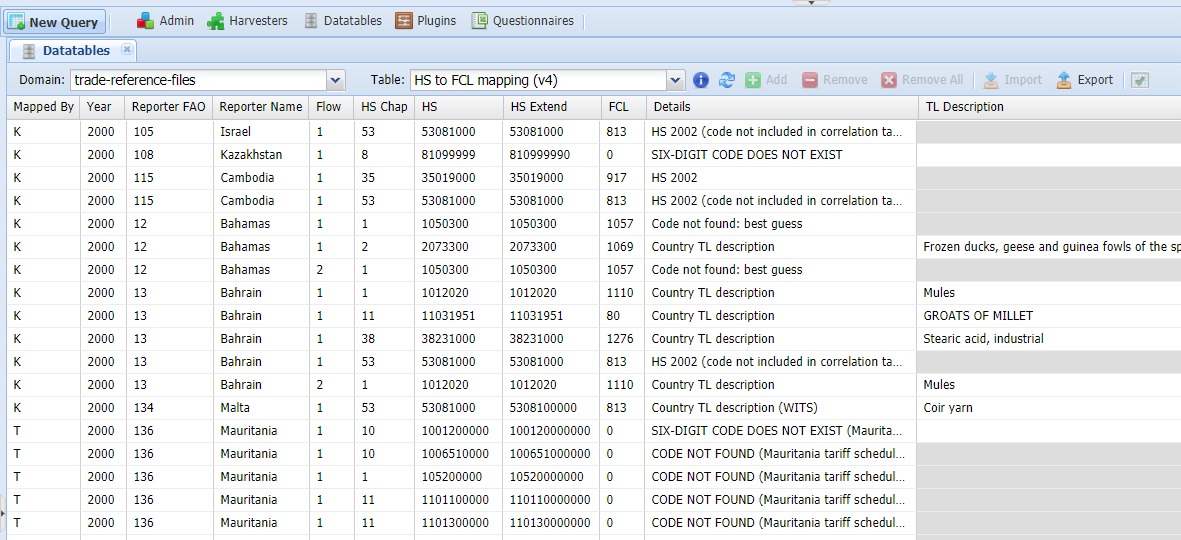 New Query Admin Harvesters Datatables Plugins Questionnaires
Datatables
Domain: trade-reference-files Table: HS to FCL mapping (v4) Add Remove Remove All Import Export
Mapped By Year Reporter FAO Reporter Name Flow HS Chap HS HS Extend FCL Details TL Description
K 2000 105 Israel 1 53 53081000 53081000 813 HS 2002 (code not included in correlation ta...
K 2000 108 Kazakhstan 1 8 81099999 810999990 0 SIX-DIGIT CODE DOES NOT EXIST
K 2000 115 Cambodia 1 35 35019000 35019000 917 HS 2002
K 2000 115 Cambodia 1 53 53081000 53081000 813 HS 2002 (code not included in correlation ta...
K 2000 12 Bahamas 1 1 1050300 1050300 1057 Code not found: best guess
K 2000 12 Bahamas 1 2 2073300 2073300 1069 Country TL description Frozen ducks, geese and guinea fowls of the sp
K 2000 12 Bahamas 2 1 1050300 1050300 1057 Code not found: best guess
K 2000 13 Bahrain 1 1 1012020 1012020 1110 Country TL description Mules
K 2000 13 Bahrain 1 11 11031951 11031951 80 Country TL description GROATS OF MILLET
K 2000 13 Bahrain 1 38 38231000 38231000 1276 Country TL description Stearic acid, industrial
K 2000 13 Bahrain 1 53 53081000 53081000 813 HS 2002 (code not included in correlation ta...
K 2000 13 Bahrain 2 1 1012020 1012020 1110 Country TL description Mules
K 2000 134 Malta 1 53 53081000 5308100000 813 Country TL description (WITS) Coir yarn
T 2000 136 Mauritania 1 10 1001200000 100120000000 0 SIX-DIGIT CODE DOES NOT EXIST (Maurita...
T 2000 136 Mauritania 1 10 1006510000 100651000000 0 CODE NOT FOUND (Mauritania tariff schedul...
T 2000 136 Mauritania 1 1 105200000 10520000000 0 CODE NOT FOUND (Mauritania tariff schedul...
T 2000 136 Mauritania 1 11 1101100000 110110000000 0 CODE NOT FOUND (Mauritania tariff schedul...
T 2000 136 Mauritania 1 11 1101300000 110130000000 0 CODE NOT FOUND (Mauritania tariff schedul...